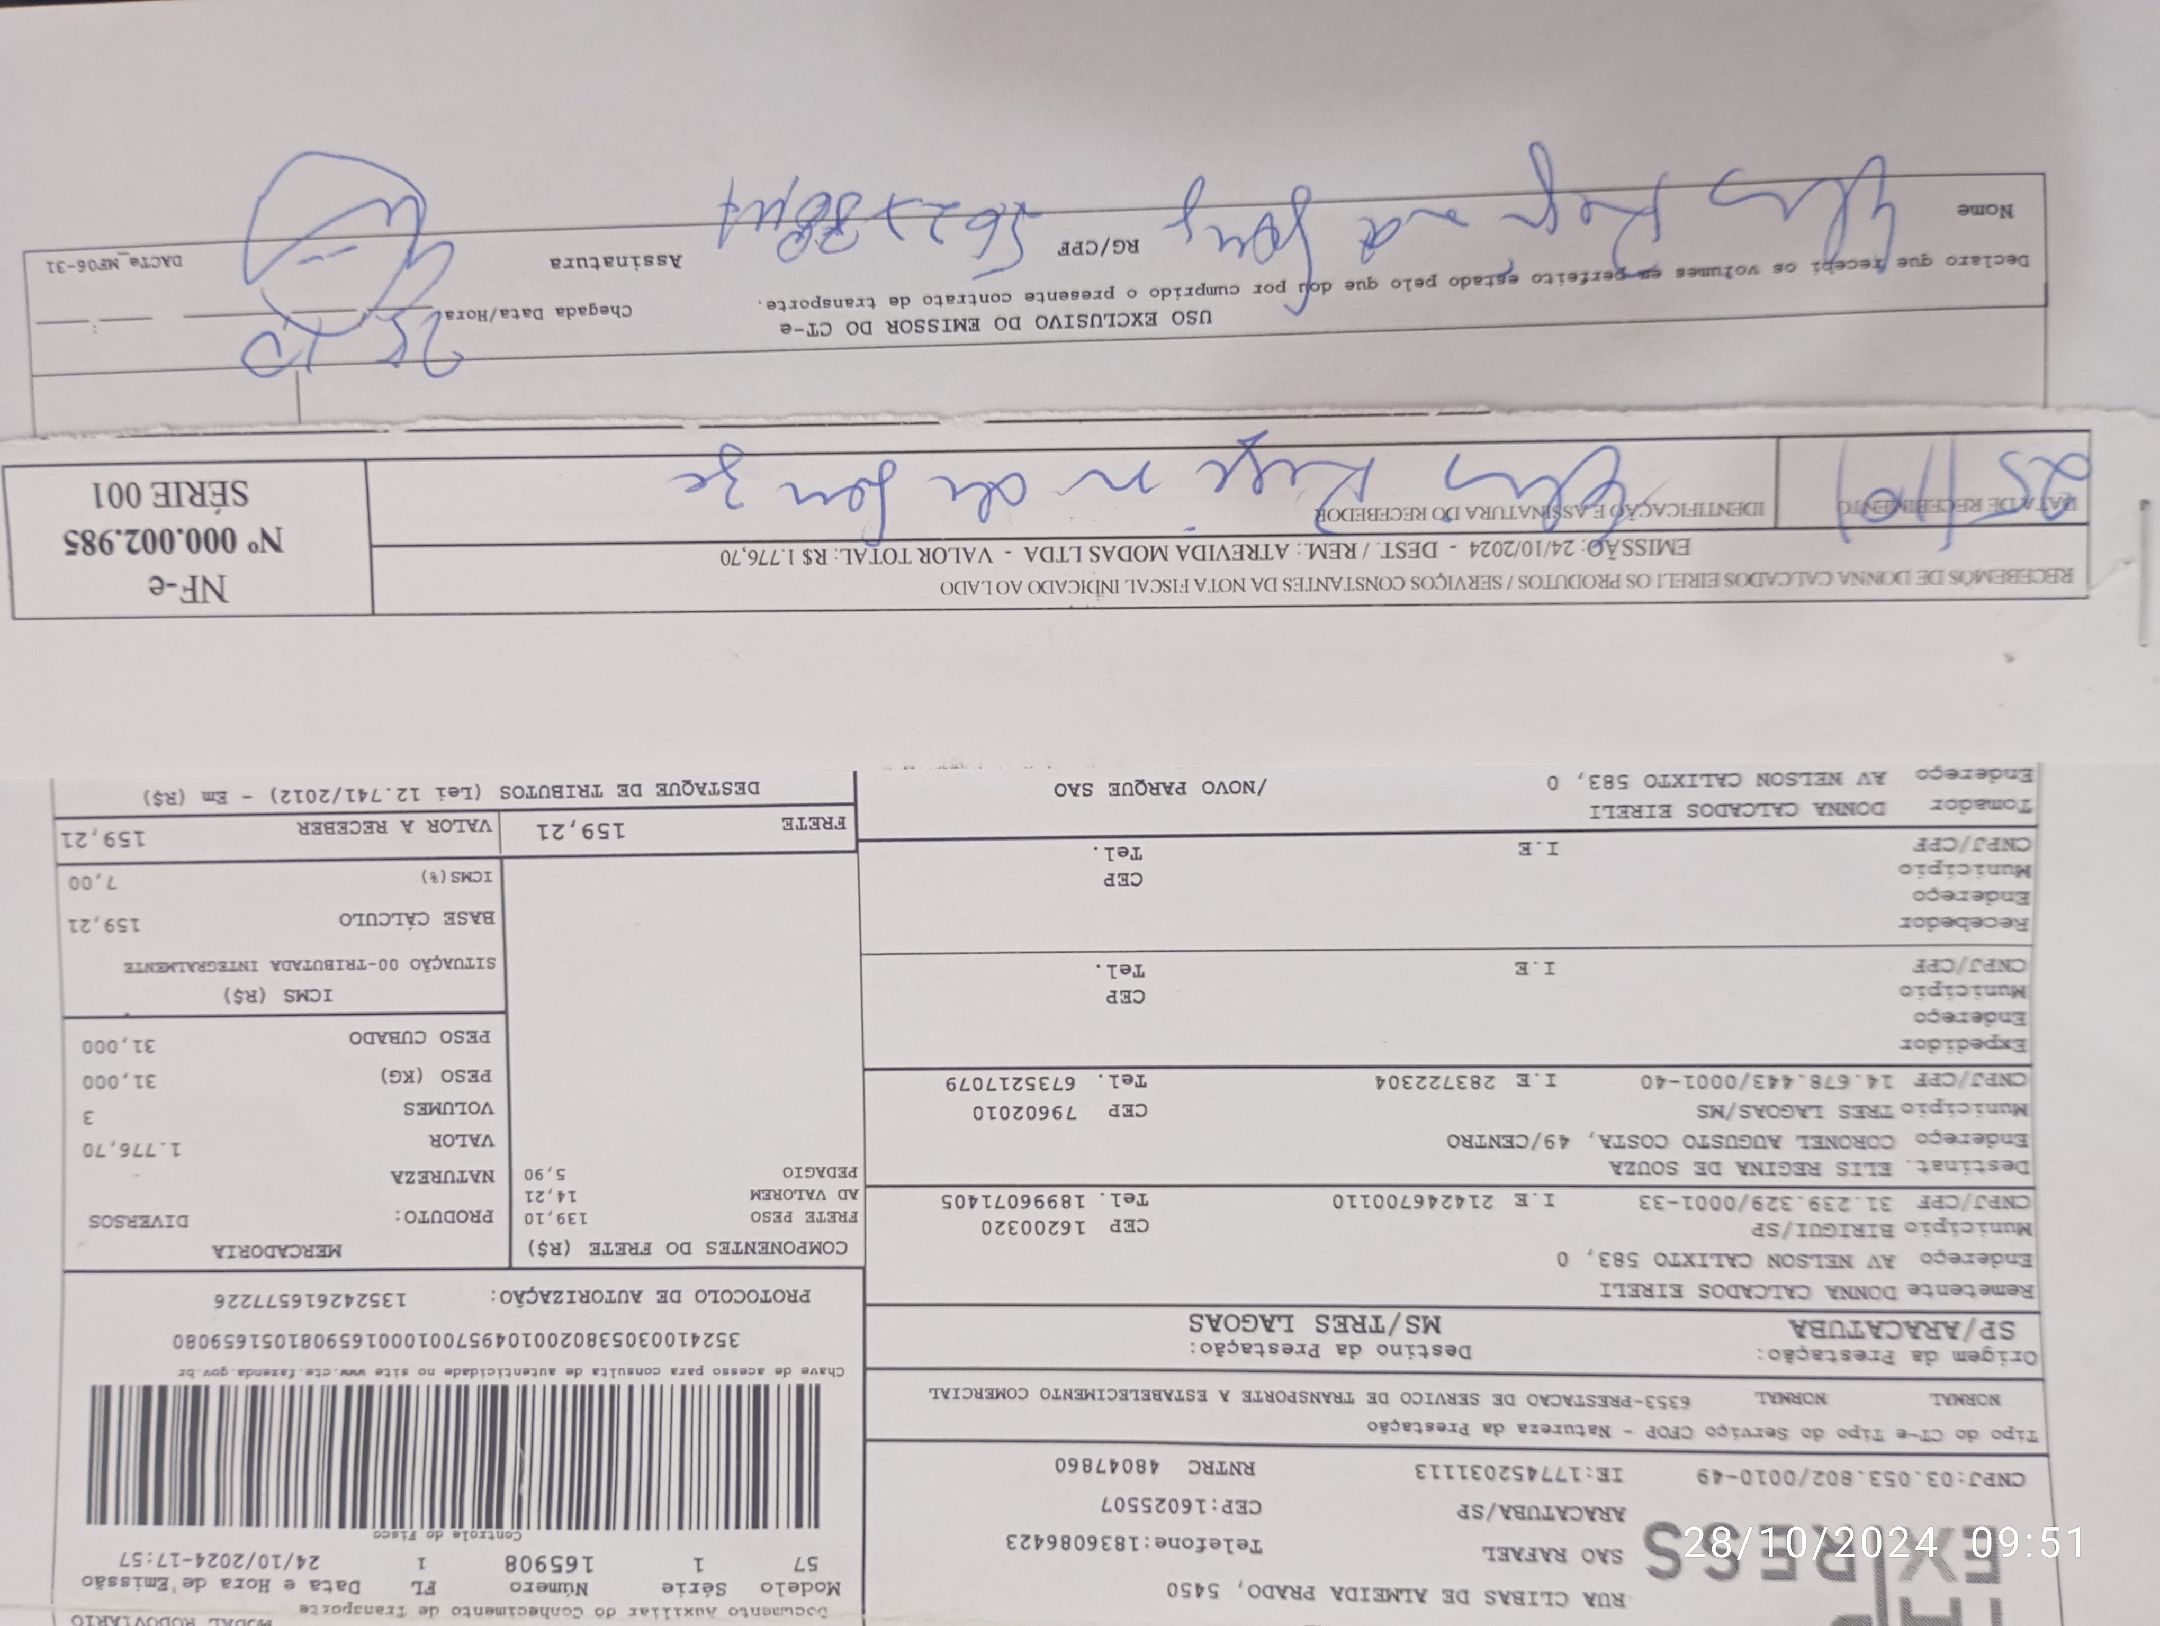 EXPRESS
RUA CLIBAS DE ALMEIDA PRADO, 5450
SAO RAFAEL Telefone:1836086423
ARACATUBA/SP CEP:16025507
CNPJ:03.053.802/0010-49 IE:177452031113 RNTRC 48047860
Tipo do CT-e Tipo do Serviço CFOP - Natureza da Prestação
NORMAL NORMAL 6353-PRESTACAO DE SERVICO DE TRANSPORTE A ESTABELECIMENTO COMERCIAL
Origem da Prestação: Destino da Prestação:
SP/ARACATUBA MS/TRES LAGOAS
Remetente DONNA CALCADOS EIRELI
Endereço AV NELSON CALIXTO 583, 0
Município BIRIGUI/SP CEP 16200320
CNPJ/CPF 31.239.329/0001-33 I.E 214246700110 Tel. 18996071405
Destinat. ELIS REGINA DE SOUZA
Endereço CORONEL AUGUSTO COSTA, 49/CENTRO
Município TRES LAGOAS/MS CEP 79602010
CNPJ/CPF 14.678.443/0001-40 I.E 283722304 Tel. 6735217079
Expedidor
Endereço
Município CEP
CNPJ/CPF I.E Tel.
Recebedor
Endereço
Município CEP
CNPJ/CPF I.E Tel.
Tomador DONNA CALCADOS EIRELI
Endereço AV NELSON CALIXTO 583, 0 /NOVO PARQUE SAO
MODAL RODOVIARIO
Documento Auxiliar do Conhecimento de Transporte
Modelo Série Número FL Data e Hora de Emissão
57 1 165908 1 24/10/2024-17:57
Controle do Fisco
Chave de acesso para consulta de autenticidade no site www.cte.fazenda.gov.br
35241003053802001049570010001659081051659080
PROTOCOLO DE AUTORIZAÇÃO: 135242616577226
COMPONENTES DO FRETE (R$)
FRETE PESO 139,10
AD VALOREM 14,21
PEDAGIO 5,90
MERCADORIA
PRODUTO: DIVERSOS
NATUREZA
VALOR 1.776,70
VOLUMES 3
PESO (KG) 31,000
PESO CUBADO 31,000
ICMS (R$)
SITUAÇÃO 00-TRIBUTADA INTEGRALMENTE
BASE CÁLCULO 159,21
ICMS(%) 7,00
FRETE 159,21 VALOR A RECEBER 159,21
DESTAQUE DE TRIBUTOS (Lei 12.741/2012) - Em (R$)
RECEBEMOS DE DONNA CALCADOS EIRELI OS PRODUTOS / SERVIÇOS CONSTANTES DA NOTA FISCAL INDICADO AO LADO
EMISSÃO: 24/10/2024 - DEST. / REM.: ATREVIDA MODAS LTDA - VALOR TOTAL: R$ 1.776,70
DATA DE RECEBIMENTO IDENTIFICAÇÃO E ASSINATURA DO RECEBEDOR
25/10/
NF-e
Nº 000.002.985
SÉRIE 001
USO EXCLUSIVO DO EMISSOR DO CT-e
Declaro que recebi os volumes em perfeito estado pelo que dou por cumprido o presente contrato de transporte.
Chegada Data/Hora 25 10
Nome RG/CPF Assinatura
DACTe_MF06-31
28/10/2024 09:51